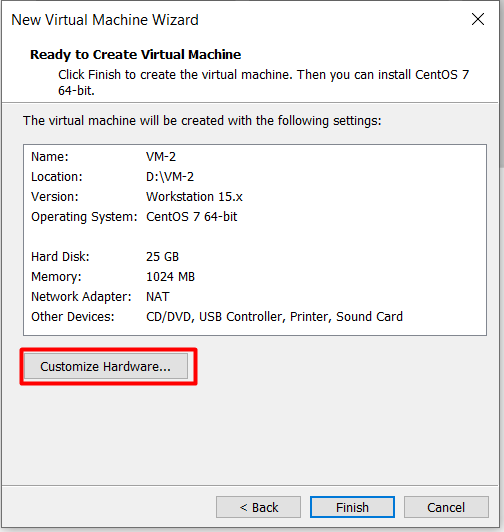 New Virtual Machine Wizard
Ready to Create Virtual Machine
Click Finish to create the virtual machine. Then you can install CentOS 7
64-bit.
The virtual machine will be created with the following settings:
Name: VM-2
Location: D:\VM-2
Version: Workstation 15.x
Operating System: CentOS 7 64-bit
Hard Disk: 25 GB
Memory: 1024 MB
Network Adapter: NAT
Other Devices: CD/DVD, USB Controller, Printer, Sound Card
Customize Hardware...
< Back Finish Cancel